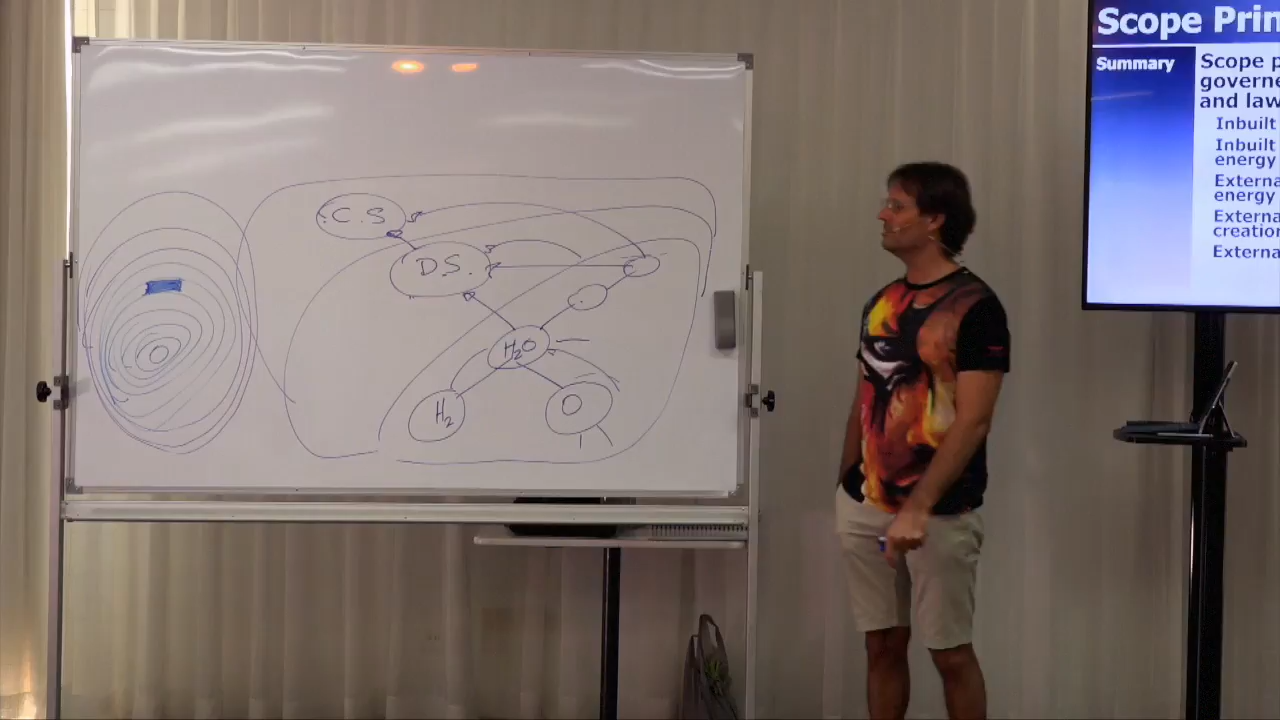 C.S
D.S.
H₂O
H₂
O
Scope Prin
Summary
Scope p
governe
and law
Inbuilt
Inbuilt
energy
Externa
energy
Externa
creation
Externa